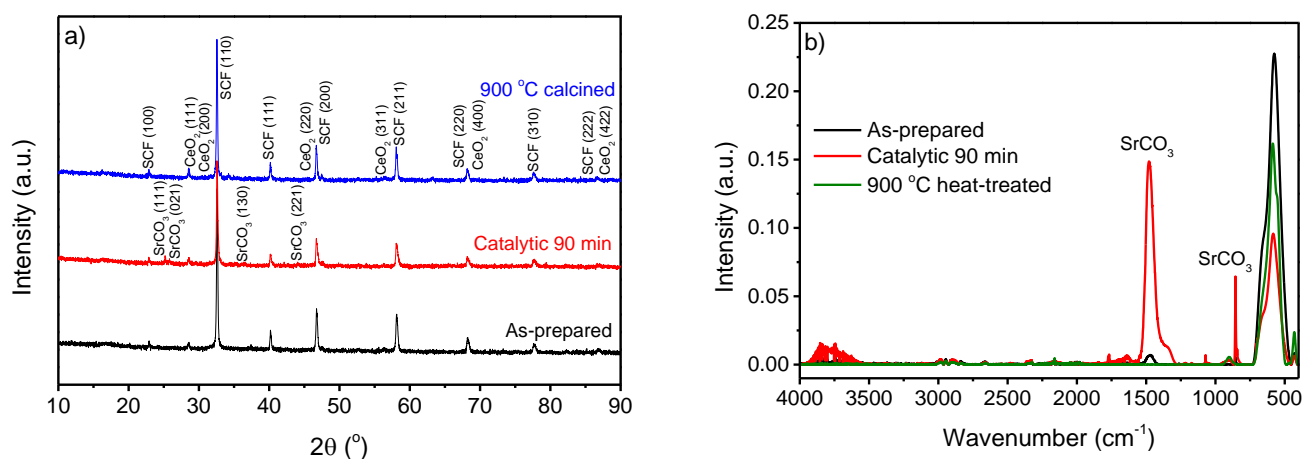 a)
900 °C calcined
SCF (100)
CeO₂ (111)
CeO₂ (200)
SCF (110)
SCF (111)
CeO₂ (220)
SCF (200)
CeO₂ (311)
SCF (211)
SCF (220)
CeO₂ (400)
SCF (310)
SCF (222)
CeO₂ (422)
SrCO₃ (111)
SrCO₃ (021)
SrCO₃ (130)
SrCO₃ (221)
Catalytic 90 min
As-prepared
Intensity (a.u.)
10 20 30 40 50 60 70 80 90
2θ (°)
b)
0.25
0.20
0.15
0.10
0.05
0.00
Intensity (a.u.)
As-prepared
Catalytic 90 min
900 °C heat-treated
SrCO₃
SrCO₃
4000 3500 3000 2500 2000 1500 1000 500
Wavenumber (cm⁻¹)